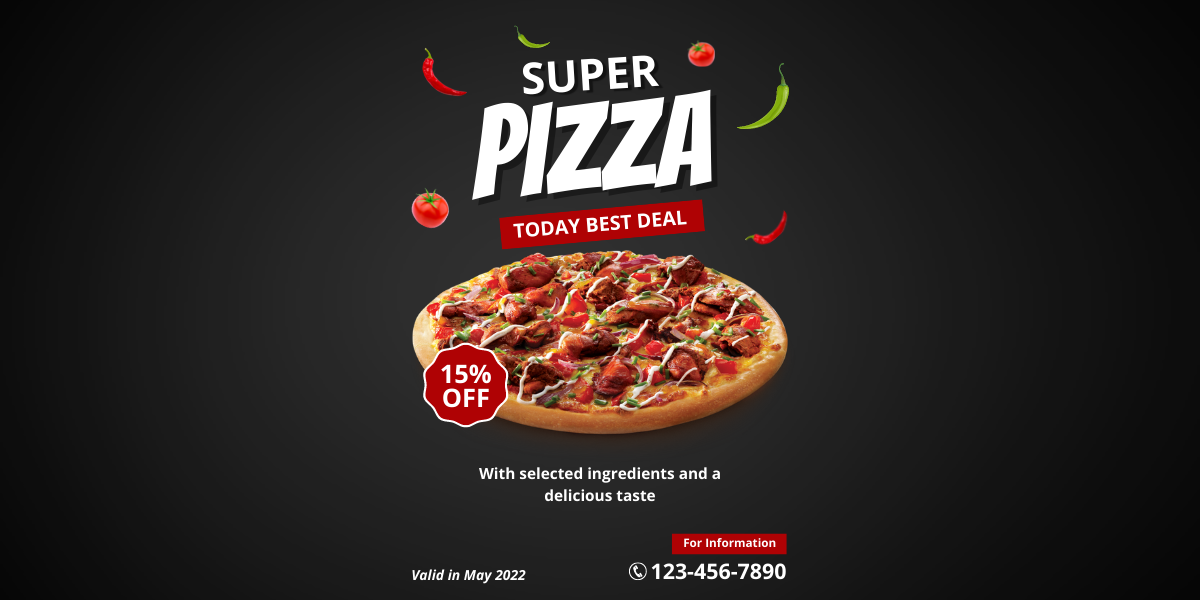 SUPER
PIZZA
TODAY BEST DEAL
15%
OFF
With selected ingredients and a
delicious taste
For Information
Valid in May 2022
123-456-7890